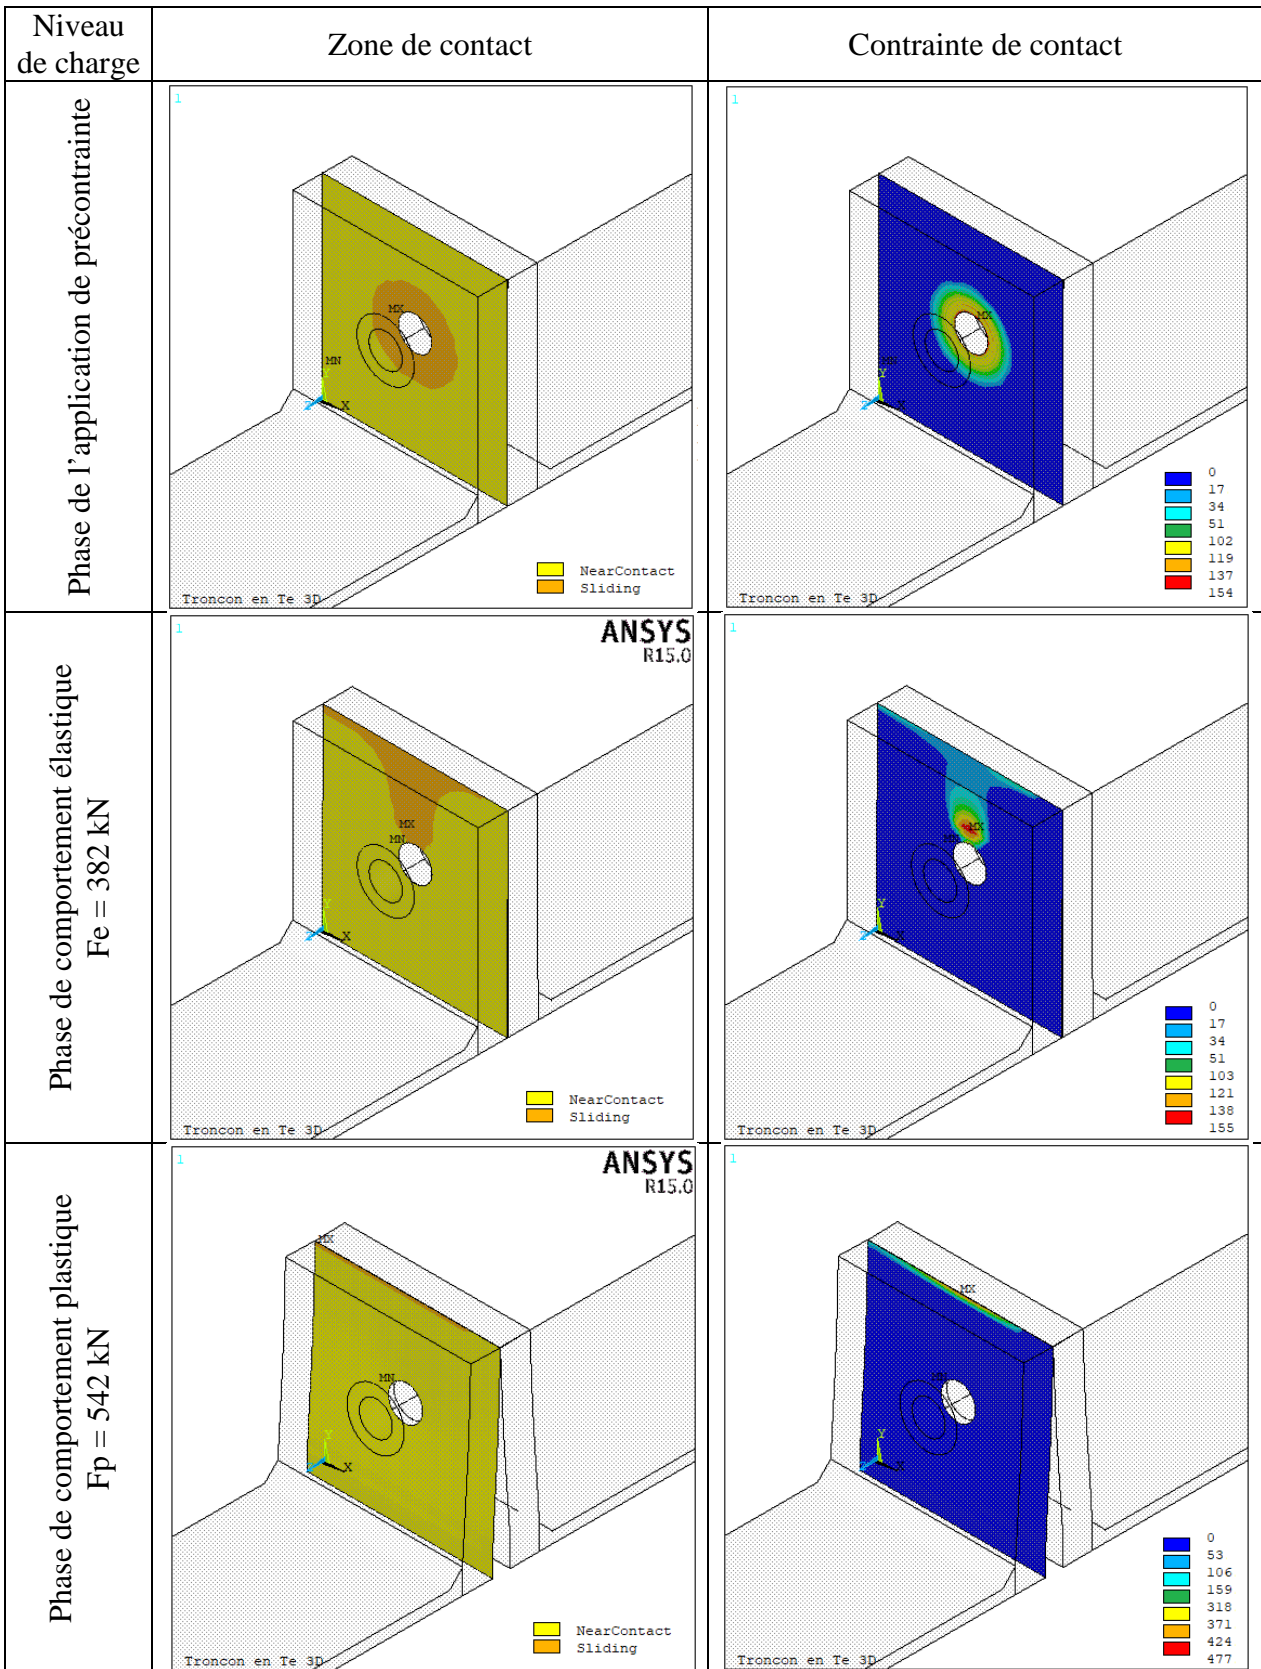 Niveau
de charge
Zone de contact
Contrainte de contact
Phase de l'application de précontrainte
1
MX
MN
Y
Z
X
NearContact
Sliding
Troncon en Te 3D
1
MX
MN
Y
Z
X
0
17
34
51
102
119
137
154
Troncon en Te 3D
Phase de comportement élastique
Fe = 382 kN
1
ANSYS
R15.0
MX
MN
Y
Z
X
NearContact
Sliding
Troncon en Te 3D
1
MX
MN
Y
Z
X
0
17
34
51
103
121
138
155
Troncon en Te 3D
Phase de comportement plastique
Fp = 542 kN
1
ANSYS
R15.0
MX
MN
Y
Z
X
NearContact
Sliding
Troncon en Te 3D
1
MX
MN
Y
Z
X
0
53
106
159
318
371
424
477
Troncon en Te 3D